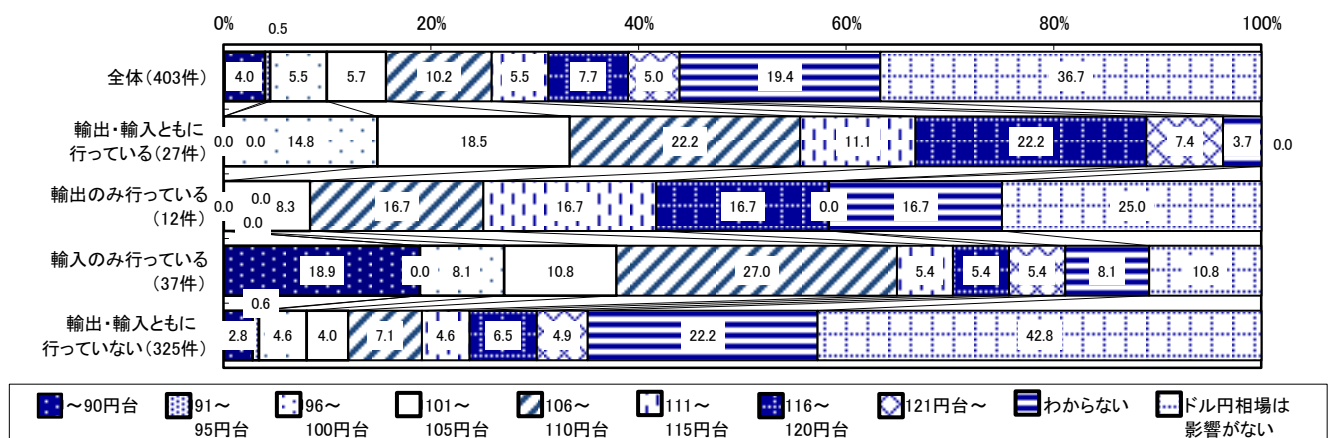 0% 20% 40% 60% 80% 100%
0.5
全体(403件) 4.0 5.5 5.7 10.2 5.5 7.7 5.0 19.4 36.7
輸出・輸入ともに
行っている(27件) 0.0 0.0 14.8 18.5 22.2 11.1 22.2 7.4 3.7 0.0
輸出のみ行っている
(12件) 0.0 0.0 0.0 8.3 16.7 16.7 16.7 0.0 16.7 25.0
輸入のみ行っている
(37件) 18.9 0.0 8.1 10.8 27.0 5.4 5.4 5.4 8.1 10.8
0.6
輸出・輸入ともに
行っていない(325件) 2.8 4.6 4.0 7.1 4.6 6.5 4.9 22.2 42.8
~90円台 91~ 96~ 101~ 106~ 111~ 116~ 121円台~ わからない ドル円相場は
95円台 100円台 105円台 110円台 115円台 120円台 影響がない